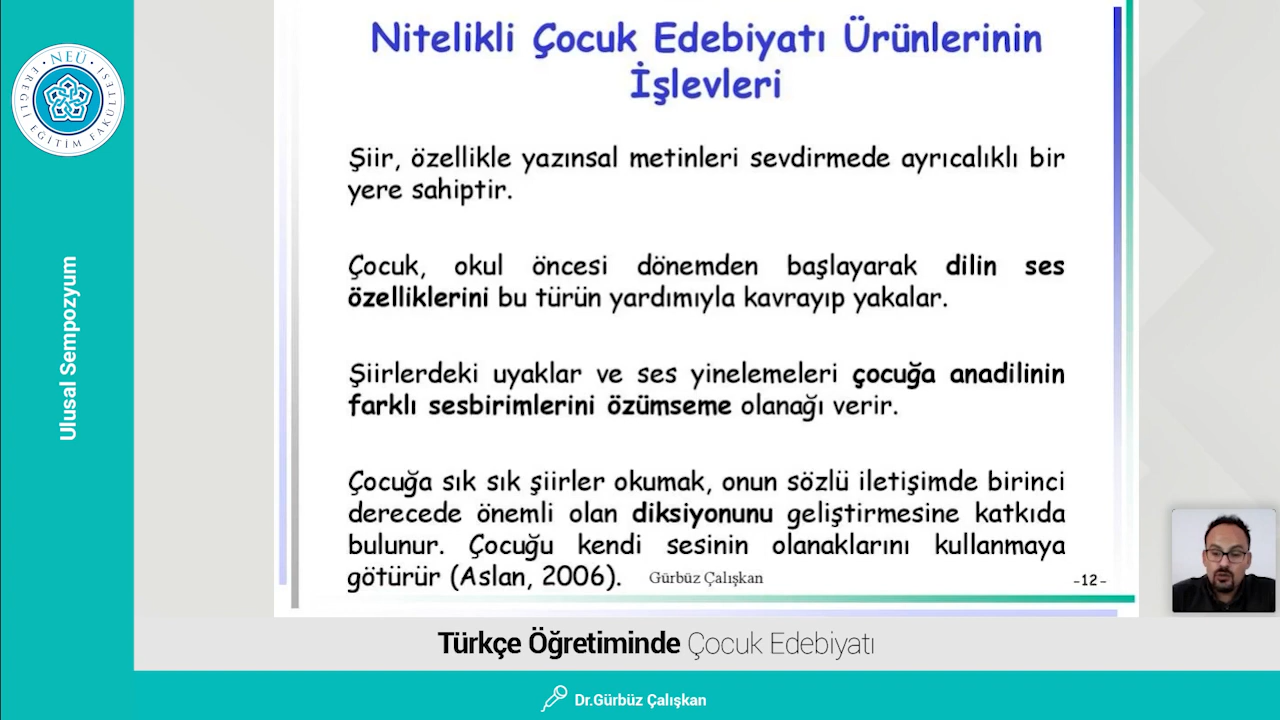 NEÜ
EREĞLİ EĞİTİM FAKÜLTESİ
Ulusal Sempozyum
Nitelikli Çocuk Edebiyatı Ürünlerinin
İşlevleri
Şiir, özellikle yazınsal metinleri sevdirmede ayrıcalıklı bir
yere sahiptir.
Çocuk, okul öncesi dönemden başlayarak dilin ses
özelliklerini bu türün yardımıyla kavrayıp yakalar.
Şiirlerdeki uyaklar ve ses yinelemeleri çocuğa anadilinin
farklı sesbirimlerini özümseme olanağı verir.
Çocuğa sık sık şiirler okumak, onun sözlü iletişimde birinci
derecede önemli olan diksiyonunu geliştirmesine katkıda
bulunur. Çocuğu kendi sesinin olanaklarını kullanmaya
götürür (Aslan, 2006). Gürbüz Çalışkan -12-
Türkçe Öğretiminde Çocuk Edebiyatı
Dr.Gürbüz Çalışkan